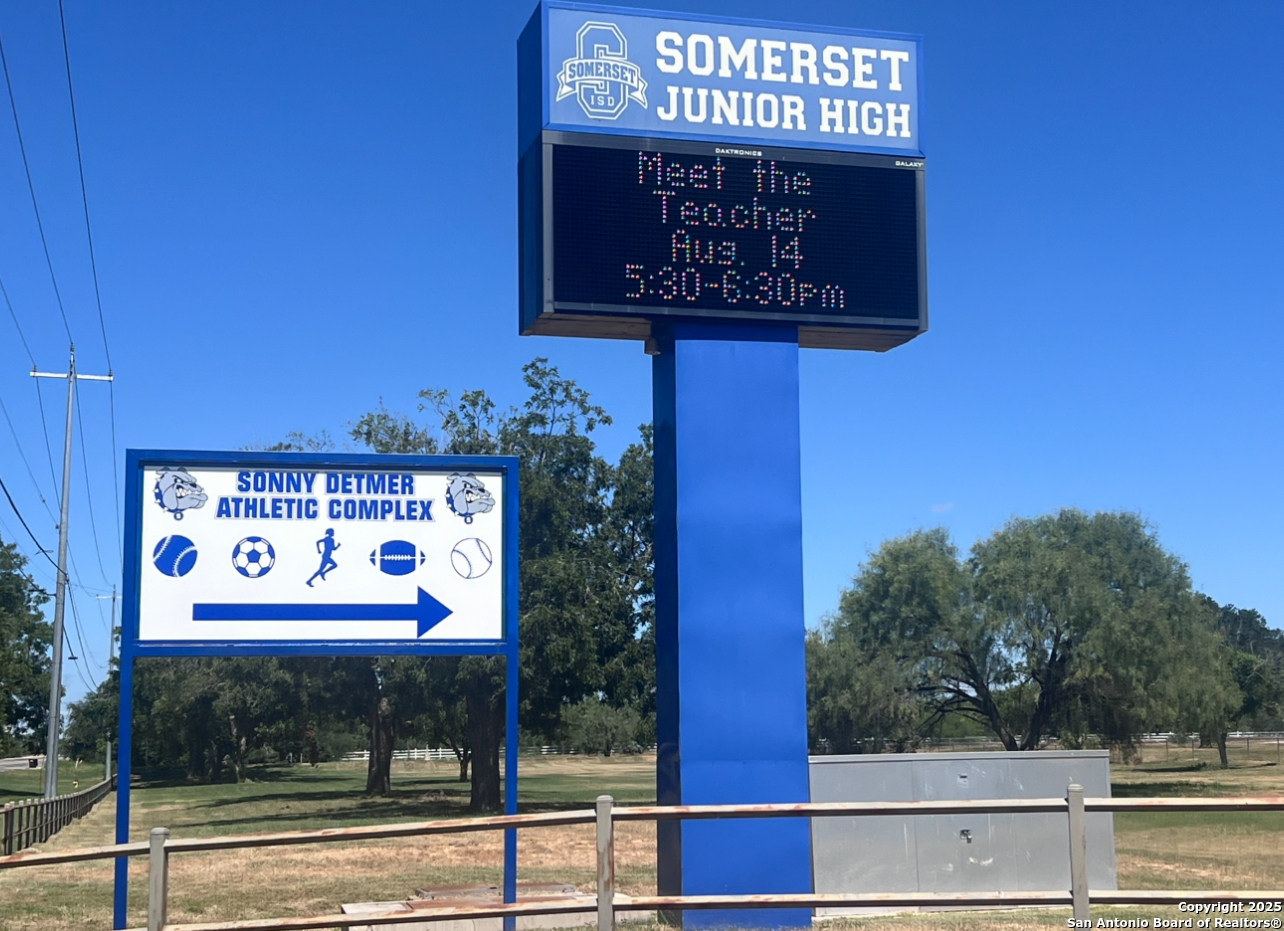 SOMERSET
JUNIOR HIGH
S
SOMERSET
ISD
DAKTRONICS
GALAXY
Meet the
Teacher
Aug. 14
5:30-6:30pm
SONNY DETMER
ATHLETIC COMPLEX
Copyright 2025
San Antonio Board of Realtors®